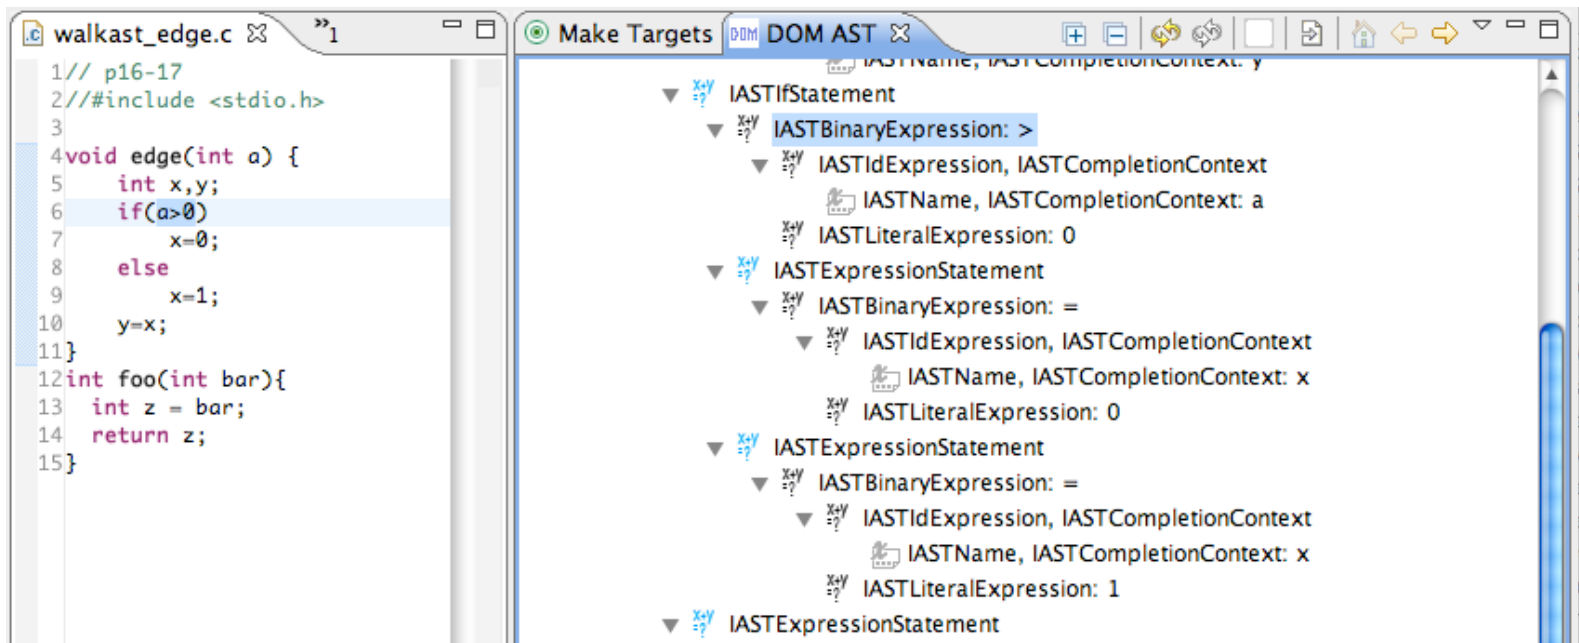 walkast_edge.c
»1
1// p16-17
2//#include <stdio.h>
3
4void edge(int a) {
5 int x,y;
6 if(a>0)
7 x=0;
8 else
9 x=1;
10 y=x;
11}
12int foo(int bar){
13 int z = bar;
14 return z;
15}
Make Targets DOM DOM AST
IASTName, IASTCompletionContext: y
IASTIfStatement
IASTBinaryExpression: >
IASTIdExpression, IASTCompletionContext
IASTName, IASTCompletionContext: a
IASTLiteralExpression: 0
IASTExpressionStatement
IASTBinaryExpression: =
IASTIdExpression, IASTCompletionContext
IASTName, IASTCompletionContext: x
IASTLiteralExpression: 0
IASTExpressionStatement
IASTBinaryExpression: =
IASTIdExpression, IASTCompletionContext
IASTName, IASTCompletionContext: x
IASTLiteralExpression: 1
IASTExpressionStatement